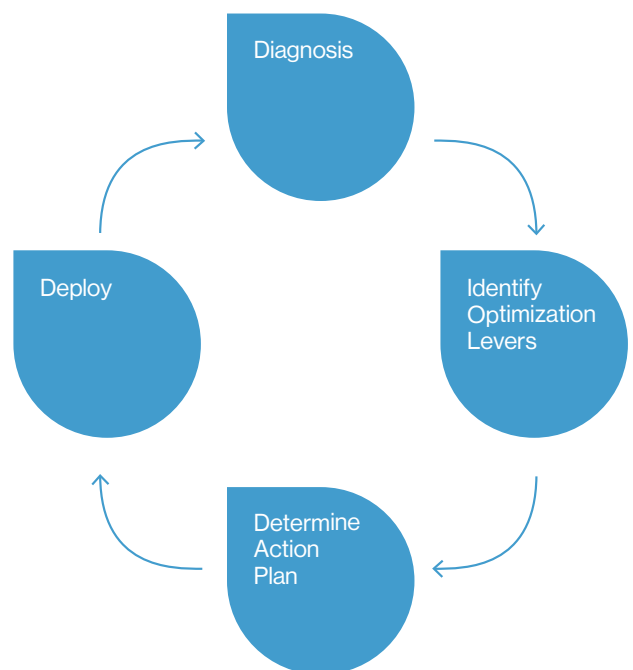 Diagnosis
Identify
Optimization
Levers
Determine
Action
Plan
Deploy